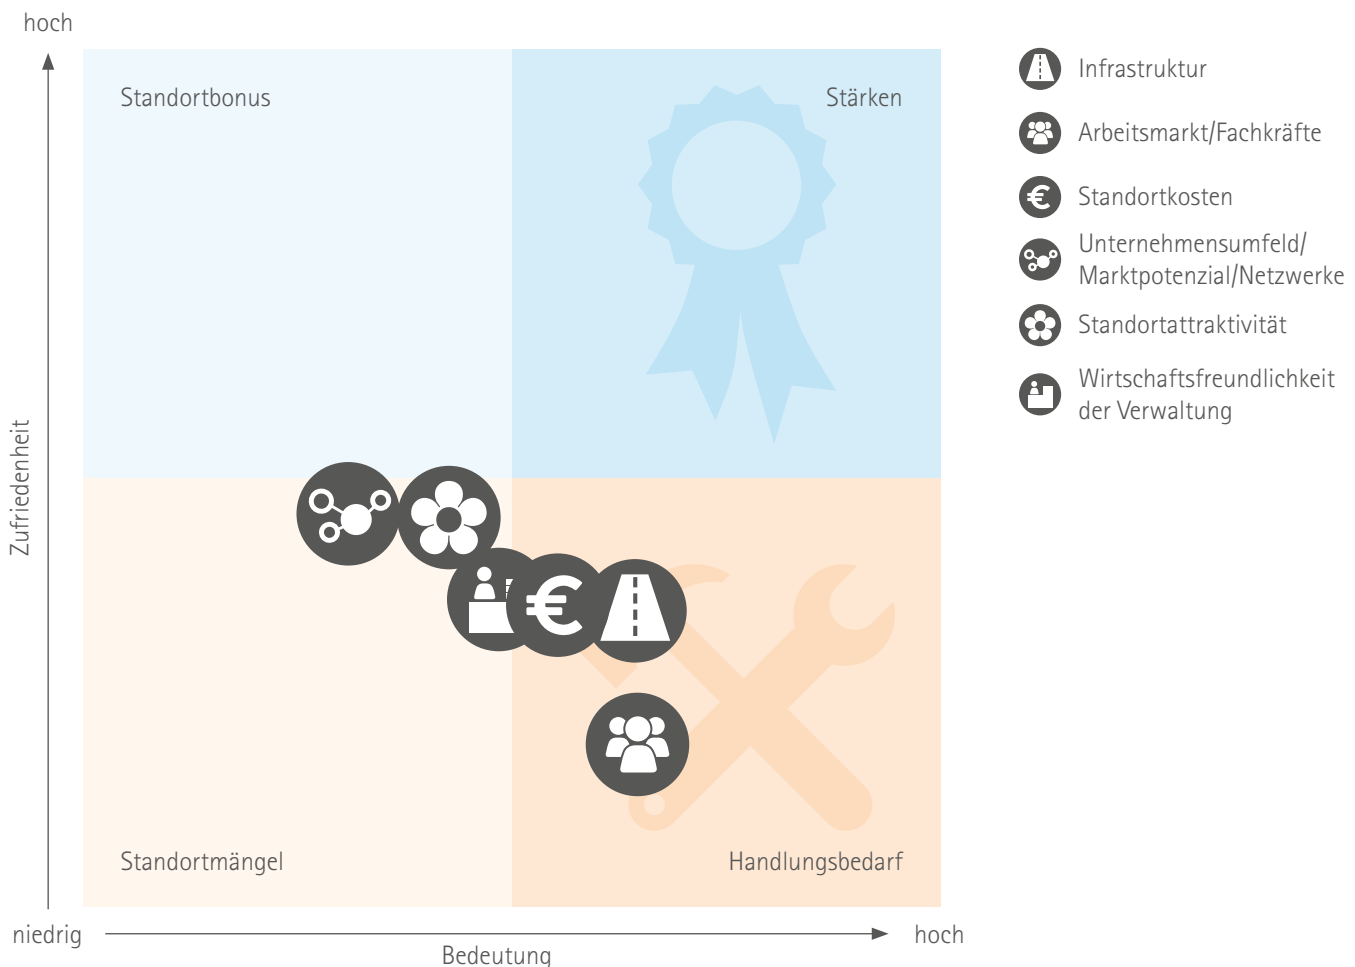 hoch
Standortbonus
Stärken
Zufriedenheit
Standortmängel
Handlungsbedarf
niedrig
Bedeutung
hoch
Infrastruktur
Arbeitsmarkt/Fachkräfte
Standortkosten
Unternehmensumfeld/
Marktpotenzial/Netzwerke
Standortattraktivität
Wirtschaftsfreundlichkeit
der Verwaltung